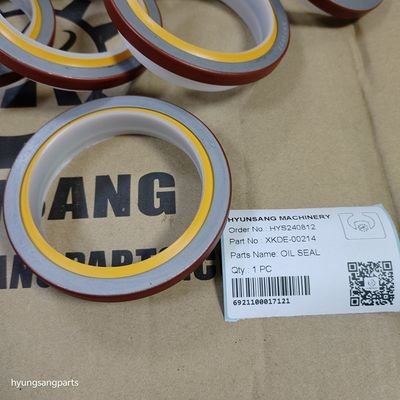 SANG
HYUNSANG MACHINERY
Order No.: HYS240812
Part No : XKDE-00214
Parts Name: OIL SEAL
Qty.: 1 PC
6921100017121
hyungsangparts